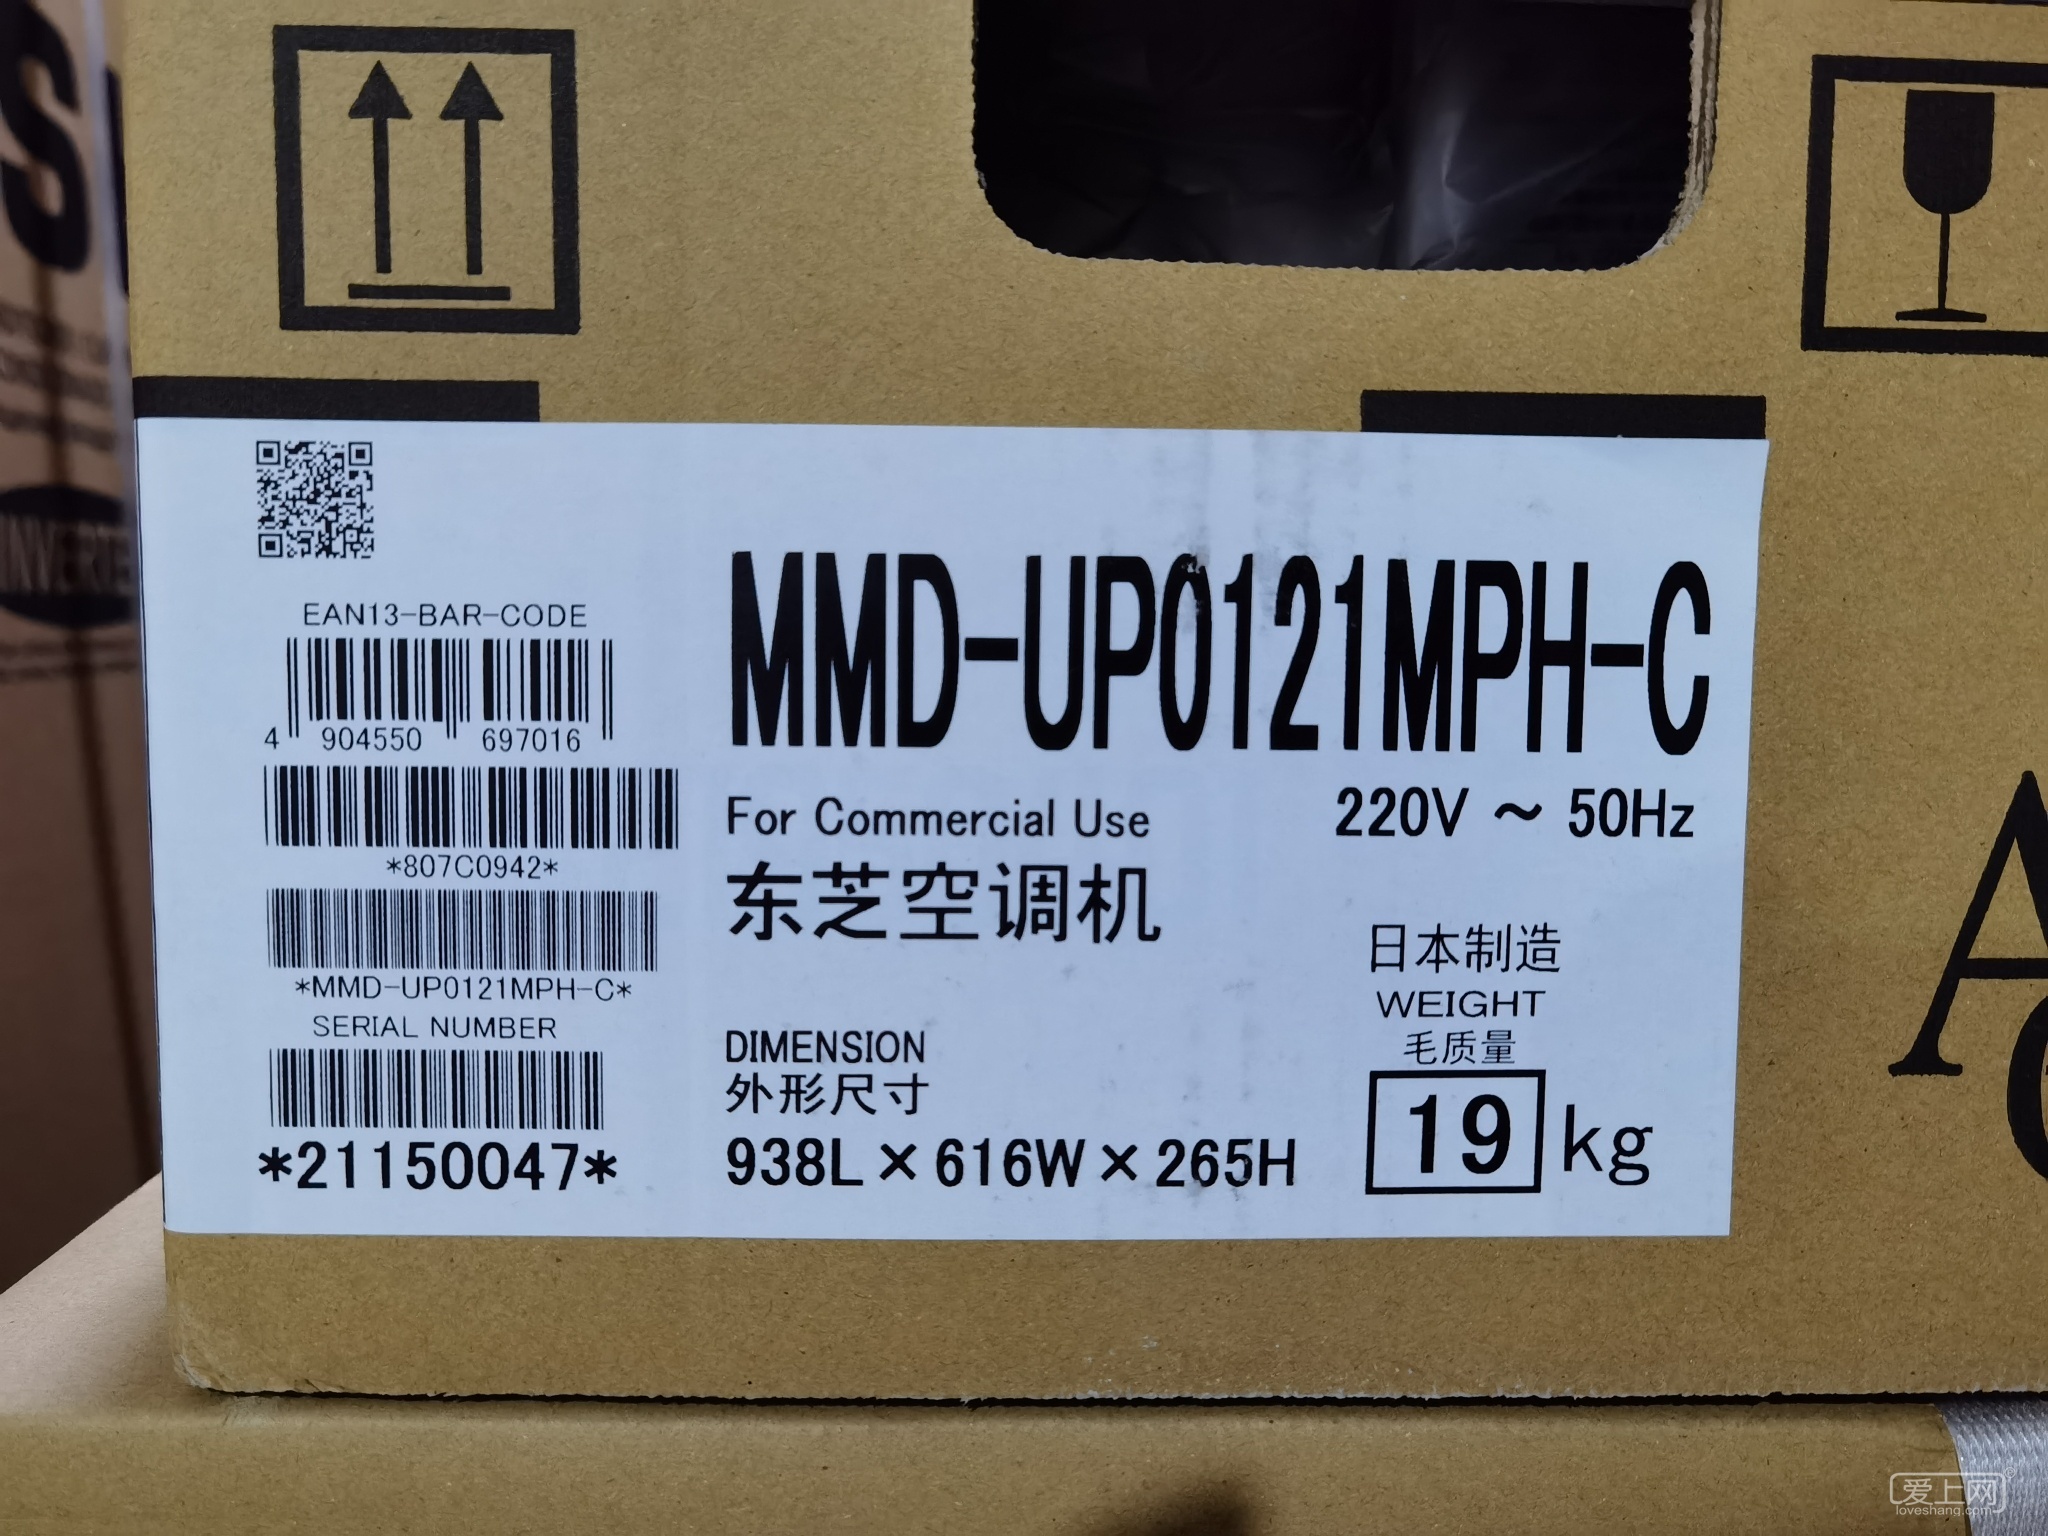 EAN13-BAR-CODE
4 904550 697016
*807C0942*
*MMD-UP0121MPH-C*
SERIAL NUMBER
*21150047*
MMD-UP0121MPH-C
For Commercial Use
220V ~ 50Hz
东芝空调机
日本制造
WEIGHT
毛质量
19 kg
DIMENSION
外形尺寸
938L×616W×265H
爱上网
loveshang.com